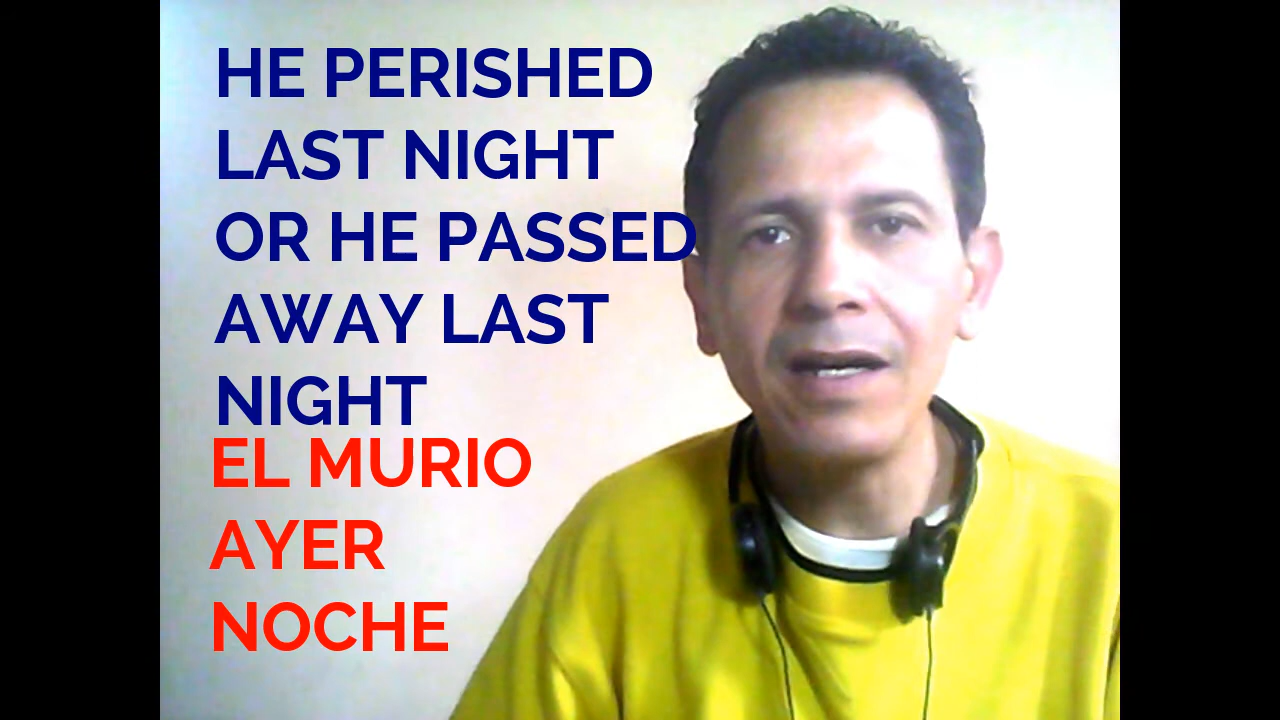 HE PERISHED
LAST NIGHT
OR HE PASSED
AWAY LAST
NIGHT
EL MURIO
AYER
NOCHE